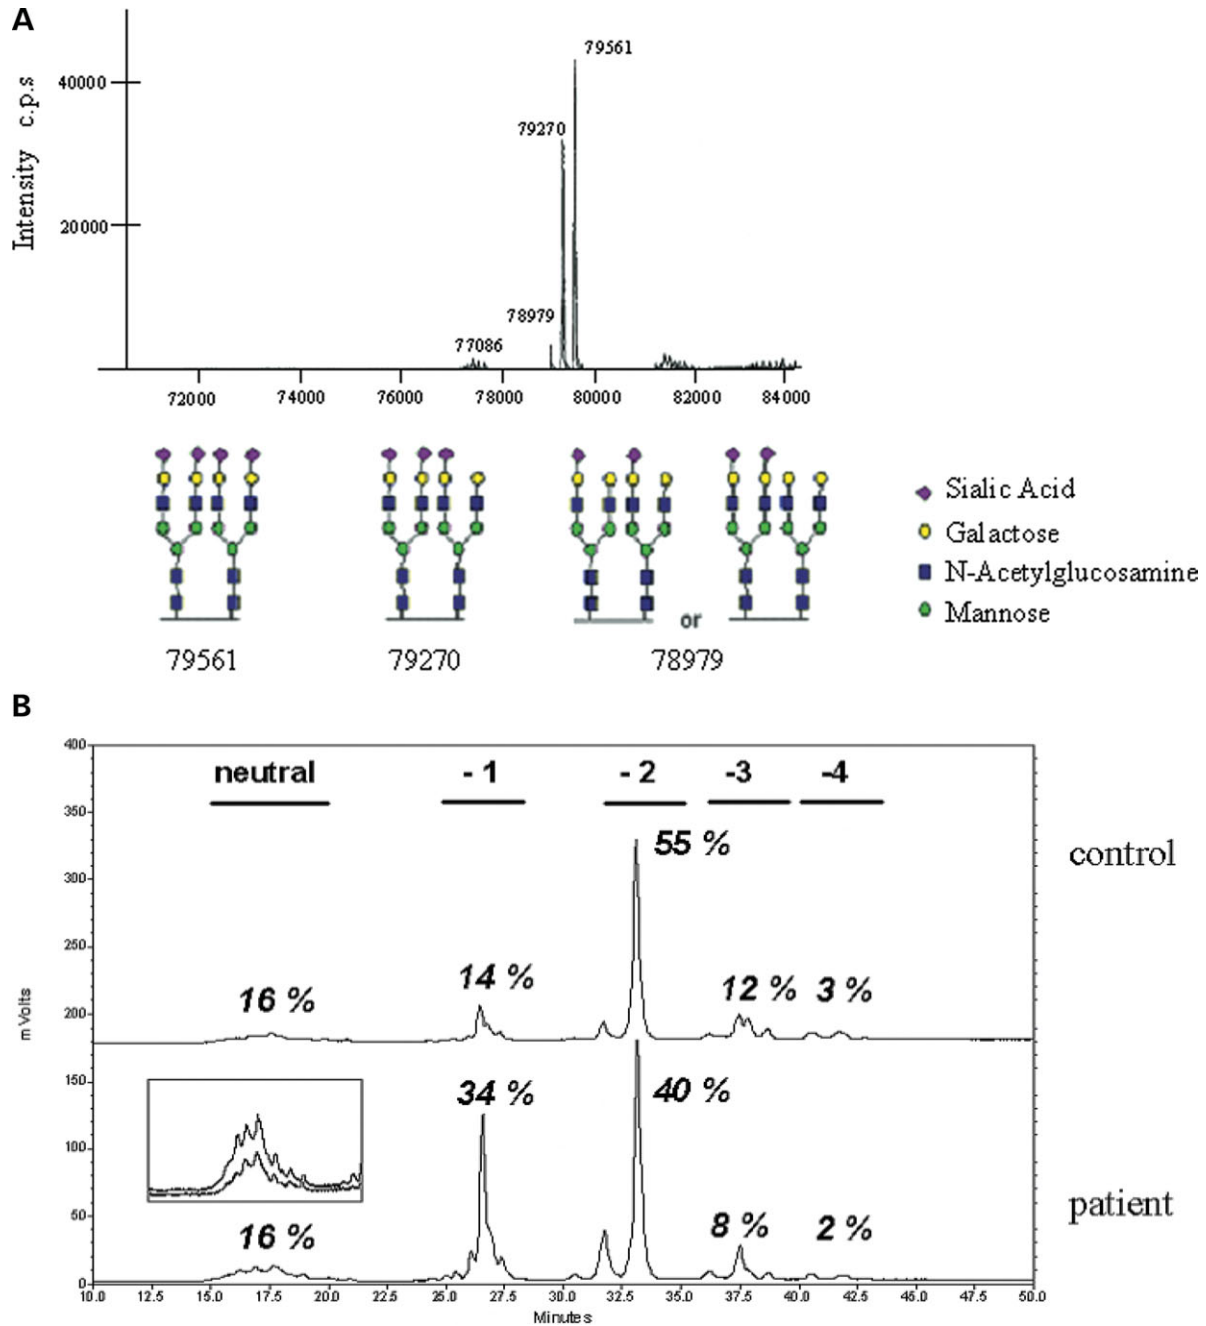 A
Intensity c.p.s
40000
20000
79561
79270
78979
77086
72000 74000 76000 78000 80000 82000 84000
Sialic Acid
Galactose
N-Acetylglucosamine
Mannose
or
79561 79270 78979
B
400
350
300
250
200
150
100
50
0
m Volts
neutral - 1 - 2 -3 -4
55 %
14 %
16 %
12 % 3 %
control
34 % 40 %
16 %
8 % 2 %
patient
10.0 12.5 15.0 17.5 20.0 22.5 25.0 27.5 30.0 32.5 35.0 37.5 40.0 42.5 45.0 47.5 50.0
Minutes